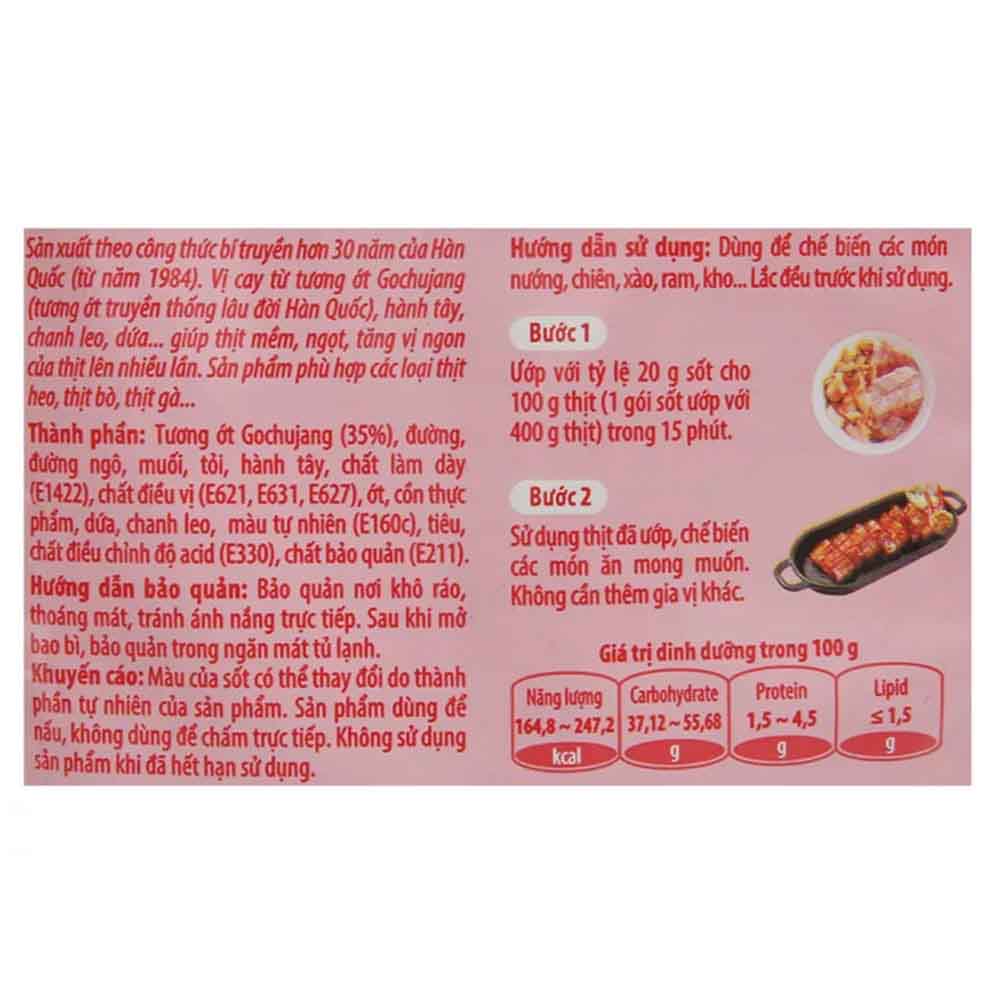 Sản xuất theo công thức bí truyền hơn 30 năm của Hàn
Quốc (từ năm 1984). Vị cay từ tương ớt Gochujang
(tương ớt truyền thống lâu đời Hàn Quốc), hành tây,
chanh leo, dứa... giúp thịt mềm, ngọt, tăng vị ngon
của thịt lên nhiều lần. Sản phẩm phù hợp các loại thịt
heo, thịt bò, thịt gà...
Thành phần: Tương ớt Gochujang (35%), đường,
đường ngô, muối, tỏi, hành tây, chất làm dày
(E1422), chất điều vị (E621, E631, E627), ớt, cồn thực
phẩm, dứa, chanh leo, màu tự nhiên (E160c), tiêu,
chất điều chỉnh độ acid (E330), chất bảo quản (E211).
Hướng dẫn bảo quản: Bảo quản nơi khô ráo,
thoáng mát, tránh ánh nắng trực tiếp. Sau khi mở
bao bì, bảo quản trong ngăn mát tủ lạnh.
Khuyến cáo: Màu của sốt có thể thay đổi do thành
phần tự nhiên của sản phẩm. Sản phẩm dùng để
nấu, không dùng để chấm trực tiếp. Không sử dụng
sản phẩm khi đã hết hạn sử dụng.
Hướng dẫn sử dụng: Dùng để chế biến các món
nướng, chiên, xào, ram, kho... Lắc đều trước khi sử dụng.
Bước 1
Ướp với tỷ lệ 20 g sốt cho
100 g thịt (1 gói sốt ướp với
400 g thịt) trong 15 phút.
Bước 2
Sử dụng thịt đã ướp, chế biến
các món ăn mong muốn.
Không cần thêm gia vị khác.
Giá trị dinh dưỡng trong 100 g
Năng lượng Carbohydrate Protein Lipid
164,8 ~ 247,2 37,12 ~ 55,68 1,5 ~ 4,5 ≤ 1,5
kcal g g g